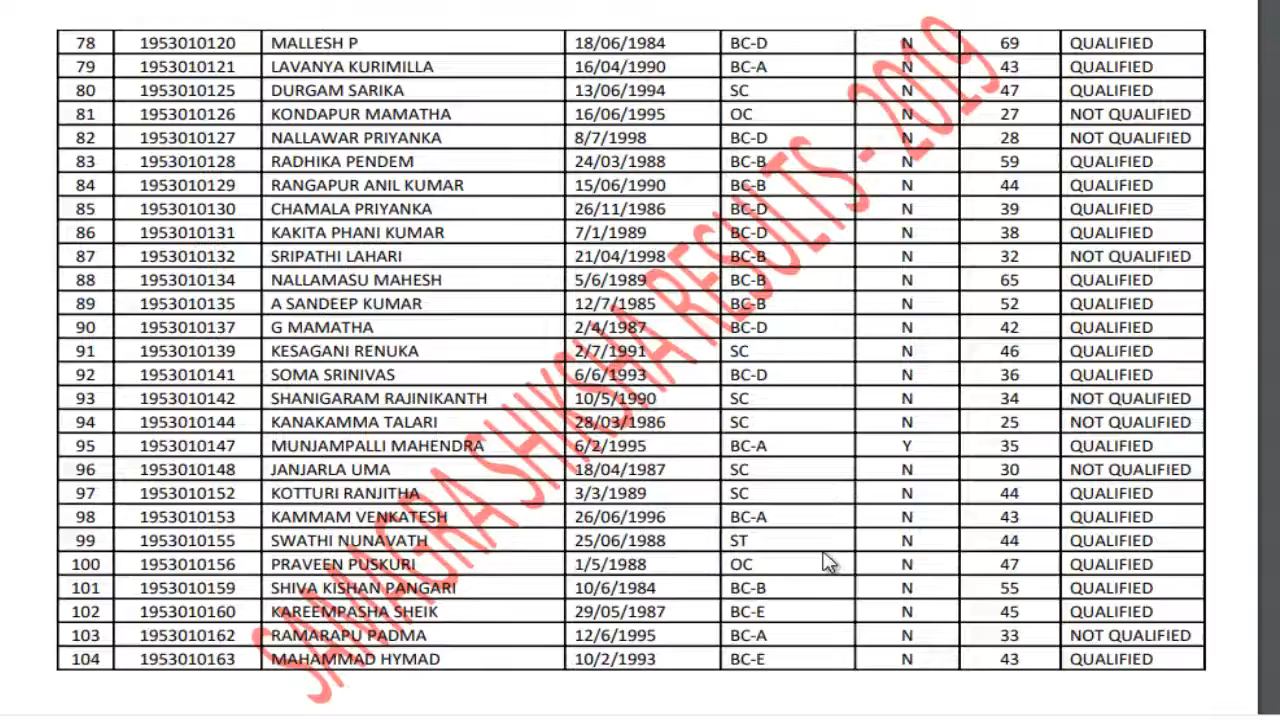 78 1953010120 MALLESH P 18/06/1984 BC-D N 69 QUALIFIED
79 1953010121 LAVANYA KURIMILLA 16/04/1990 BC-A N 43 QUALIFIED
80 1953010125 DURGAM SARIKA 13/06/1994 SC N 47 QUALIFIED
81 1953010126 KONDAPUR MAMATHA 16/06/1995 OC N 27 NOT QUALIFIED
82 1953010127 NALLAWAR PRIYANKA 8/7/1998 BC-D N 28 NOT QUALIFIED
83 1953010128 RADHIKA PENDEM 24/03/1988 BC-B N 59 QUALIFIED
84 1953010129 RANGAPUR ANIL KUMAR 15/06/1990 BC-B N 44 QUALIFIED
85 1953010130 CHAMALA PRIYANKA 26/11/1986 BC-D N 39 QUALIFIED
86 1953010131 KAKITA PHANI KUMAR 7/1/1989 BC-D N 38 QUALIFIED
87 1953010132 SRIPATHI LAHARI 21/04/1998 BC-B N 32 NOT QUALIFIED
88 1953010134 NALLAMASU MAHESH 5/6/1989 BC-B N 65 QUALIFIED
89 1953010135 A SANDEEP KUMAR 12/7/1985 BC-B N 52 QUALIFIED
90 1953010137 G MAMATHA 2/4/1987 BC-D N 42 QUALIFIED
91 1953010139 KESAGANI RENUKA 2/7/1991 SC N 46 QUALIFIED
92 1953010141 SOMA SRINIVAS 6/6/1993 BC-D N 36 QUALIFIED
93 1953010142 SHANIGARAM RAJINIKANTH 10/5/1990 SC N 34 NOT QUALIFIED
94 1953010144 KANAKAMMA TALARI 28/03/1986 SC N 25 NOT QUALIFIED
95 1953010147 MUNJAMPALLI MAHENDRA 6/2/1995 BC-A Y 35 QUALIFIED
96 1953010148 JANJARLA UMA 18/04/1987 SC N 30 NOT QUALIFIED
97 1953010152 KOTTURI RANJITHA 3/3/1989 SC N 44 QUALIFIED
98 1953010153 KAMMAM VENKATESH 26/06/1996 BC-A N 43 QUALIFIED
99 1953010155 SWATHI NUNAVATH 25/06/1988 ST N 44 QUALIFIED
100 1953010156 PRAVEEN PUSKURI 1/5/1988 OC N 47 QUALIFIED
101 1953010159 SHIVA KISHAN PANGARI 10/6/1984 BC-B N 55 QUALIFIED
102 1953010160 KAREEMPASHA SHEIK 29/05/1987 BC-E N 45 QUALIFIED
103 1953010162 RAMARAPU PADMA 12/6/1995 BC-A N 33 NOT QUALIFIED
104 1953010163 MAHAMMAD HYMAD 10/2/1993 BC-E N 43 QUALIFIED
SAMAGRA SHIKSHA RESULTS - 2019